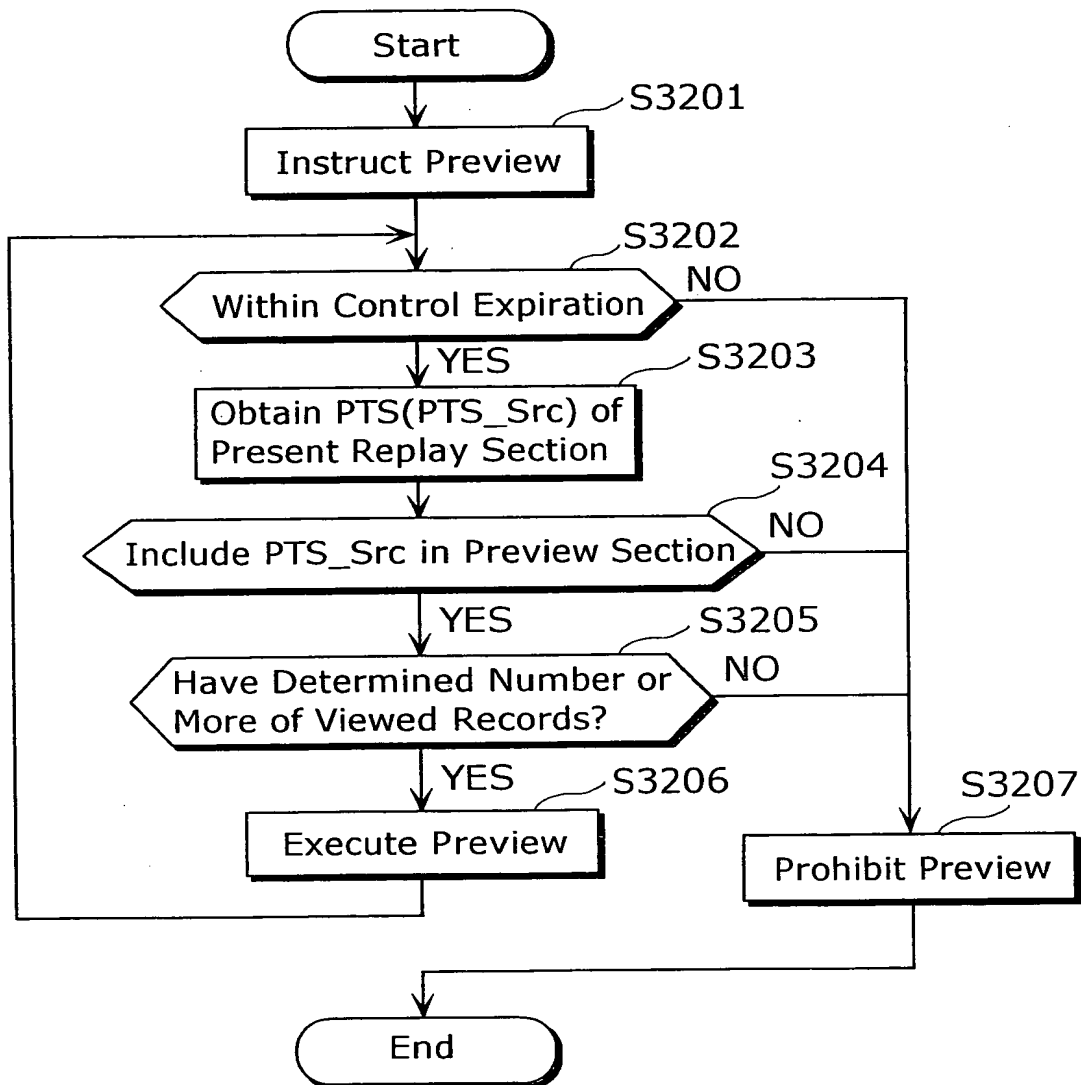 Start
S3201
Instruct Preview
S3202
Within Control Expiration
NO
YES
S3203
Obtain PTS(PTS_Src) of
Present Replay Section
S3204
Include PTS_Src in Preview Section
NO
YES
S3205
Have Determined Number or
More of Viewed Records?
NO
YES
S3206
Execute Preview
S3207
Prohibit Preview
End